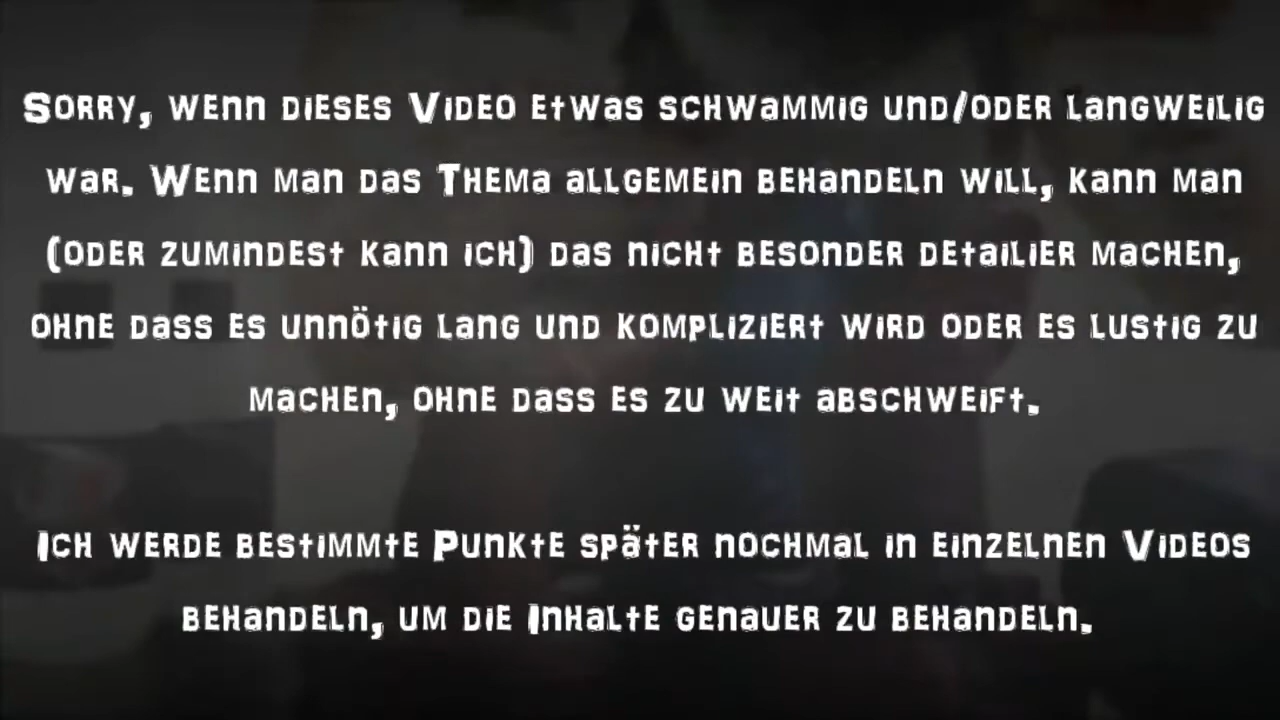 Sorry, wenn dieses Video etwas schwammig und/oder langweilig
war. Wenn man das Thema allgemein behandeln will, kann man
(oder zumindest kann ich) das nicht besonder detailier machen,
ohne dass es unnötig lang und kompliziert wird oder es lustig zu
machen, ohne dass es zu weit abschweift.
Ich werde bestimmte Punkte später nochmal in einzelnen Videos
behandeln, um die Inhalte genauer zu behandeln.